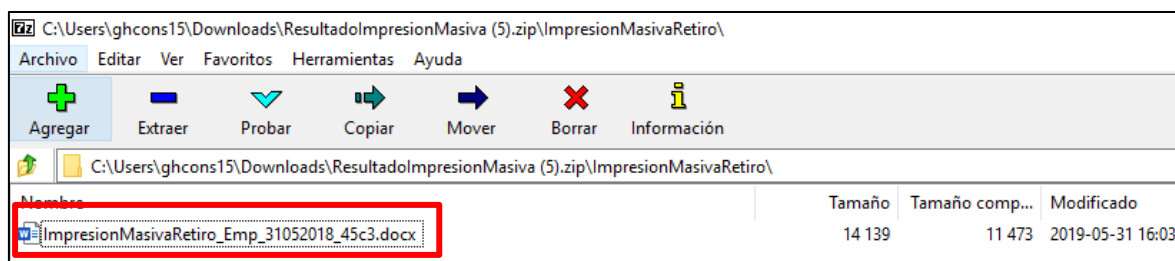 C:\Users\ghcons15\Downloads\ResultadoImpresionMasiva (5).zip\ImpresionMasivaRetiro\
Archivo Editar Ver Favoritos Herramientas Ayuda
Agregar Extraer Probar Copiar Mover Borrar Información
C:\Users\ghcons15\Downloads\ResultadoImpresionMasiva (5).zip\ImpresionMasivaRetiro\
Nombre Tamaño Tamaño comp... Modificado
ImpresionMasivaRetiro_Emp_31052018_45c3.docx 14 139 11 473 2019-05-31 16:03